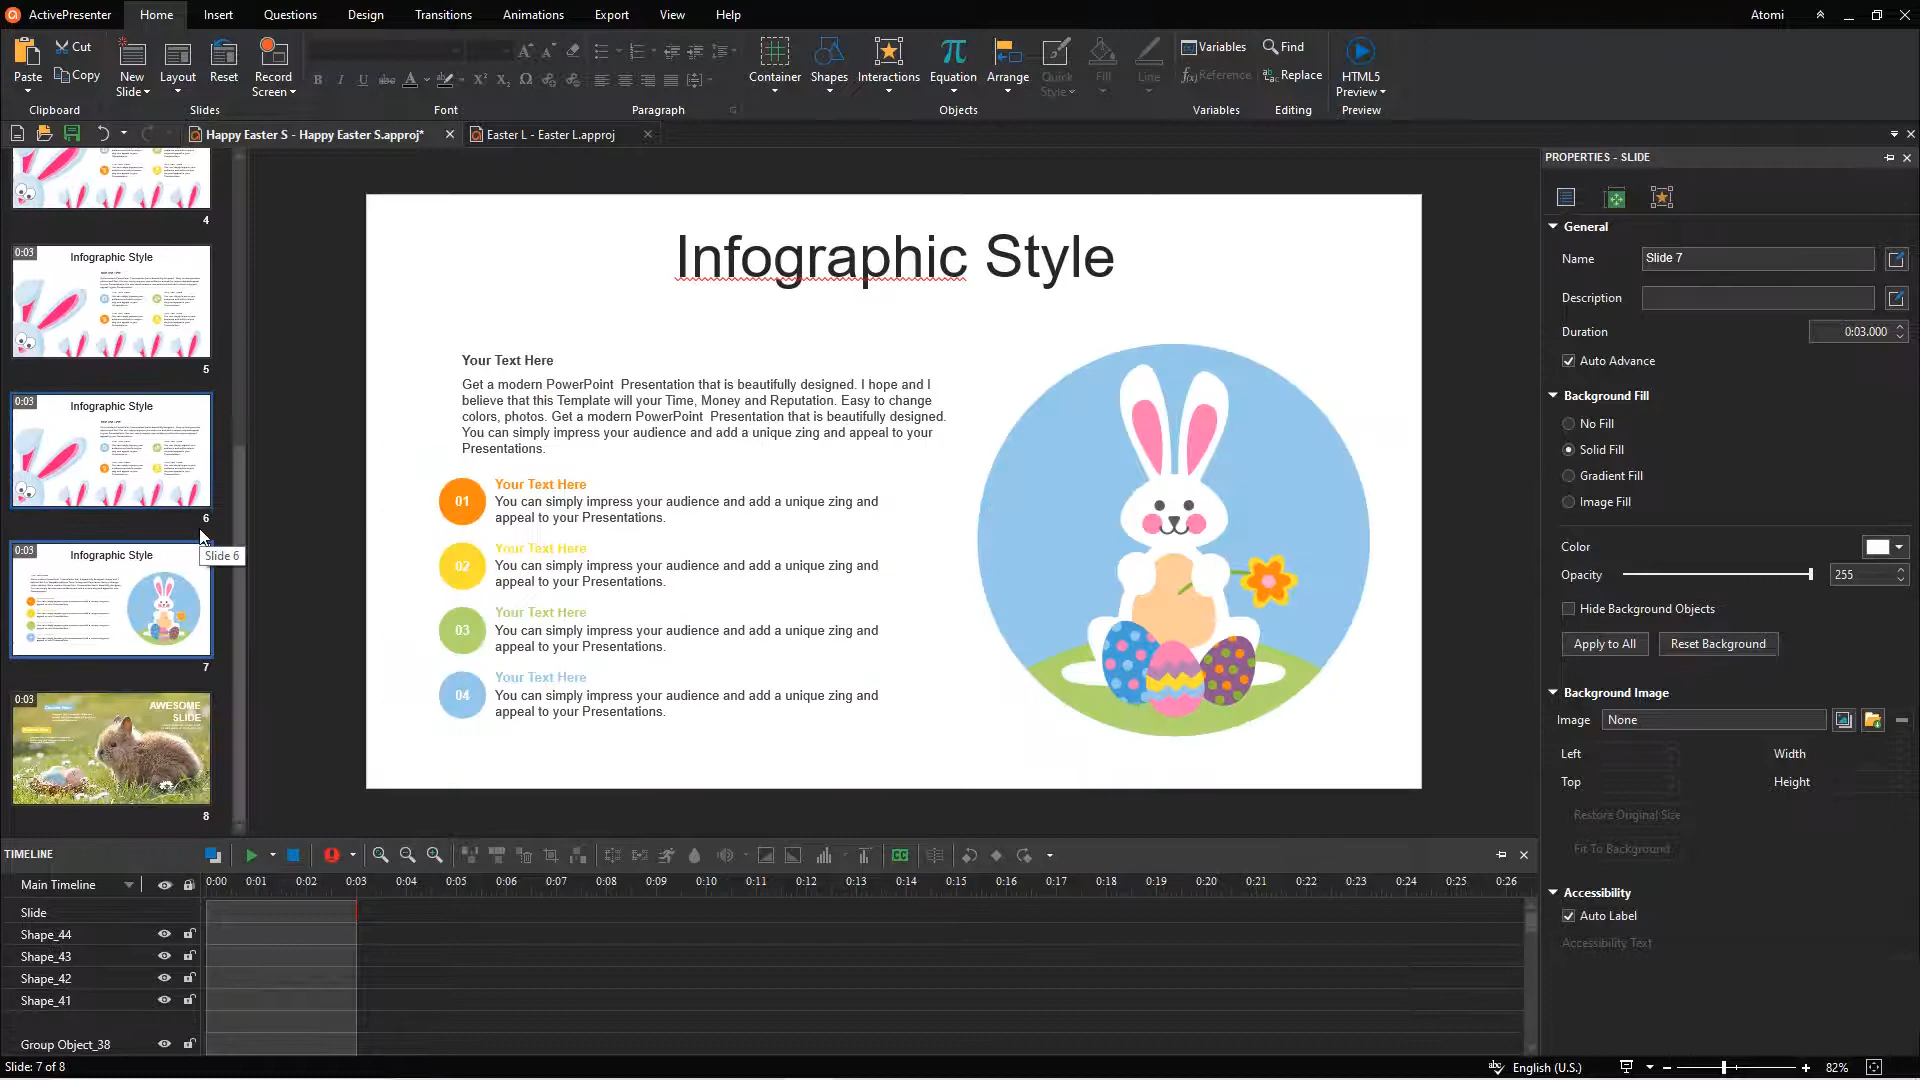 ActivePresenter
Home
Insert
Questions
Design
Transitions
Animations
Export
View
Help
Atomi
Paste
Cut
Copy
New
Slide
Layout
Reset
Record
Screen
Container
Shapes
Interactions
Equation
Arrange
Quick
Style
Fill
Line
Variables
Reference
Find
Replace
HTML5
Preview
Clipboard
Slides
Font
Paragraph
Objects
Variables
Editing
Preview
Happy Easter S - Happy Easter S.approj*
Easter L - Easter L.approj
4
0:03
Infographic Style
5
0:03
Infographic Style
6
Slide 6
0:03
Infographic Style
7
0:03
AWESOME
SLIDE
8
Infographic Style
Your Text Here
Get a modern PowerPoint  Presentation that is beautifully designed. I hope and I
believe that this Template will your Time, Money and Reputation. Easy to change
colors, photos. Get a modern PowerPoint  Presentation that is beautifully designed.
You can simply impress your audience and add a unique zing and appeal to your
Presentations.
01
Your Text Here
You can simply impress your audience and add a unique zing and
appeal to your Presentations.
02
Your Text Here
You can simply impress your audience and add a unique zing and
appeal to your Presentations.
03
Your Text Here
You can simply impress your audience and add a unique zing and
appeal to your Presentations.
04
Your Text Here
You can simply impress your audience and add a unique zing and
appeal to your Presentations.
PROPERTIES - SLIDE
General
Name
Slide 7
Description
Duration
0:03.000
Auto Advance
Background Fill
No Fill
Solid Fill
Gradient Fill
Image Fill
Color
Opacity
255
Hide Background Objects
Apply to All
Reset Background
Background Image
Image
None
Left
Width
Top
Height
Restore Original Size
Fit To Background
Accessibility
Auto Label
Accessibility Text
TIMELINE
CC
Main Timeline
0:00 0:01 0:02 0:03 0:04 0:05 0:06 0:07 0:08 0:09 0:10 0:11 0:12 0:13 0:14 0:15 0:16 0:17 0:18 0:19 0:20 0:21 0:22 0:23 0:24 0:25 0:26
Slide
Shape_44
Shape_43
Shape_42
Shape_41
Group Object_38
Slide: 7 of 8
English (U.S.)
82%